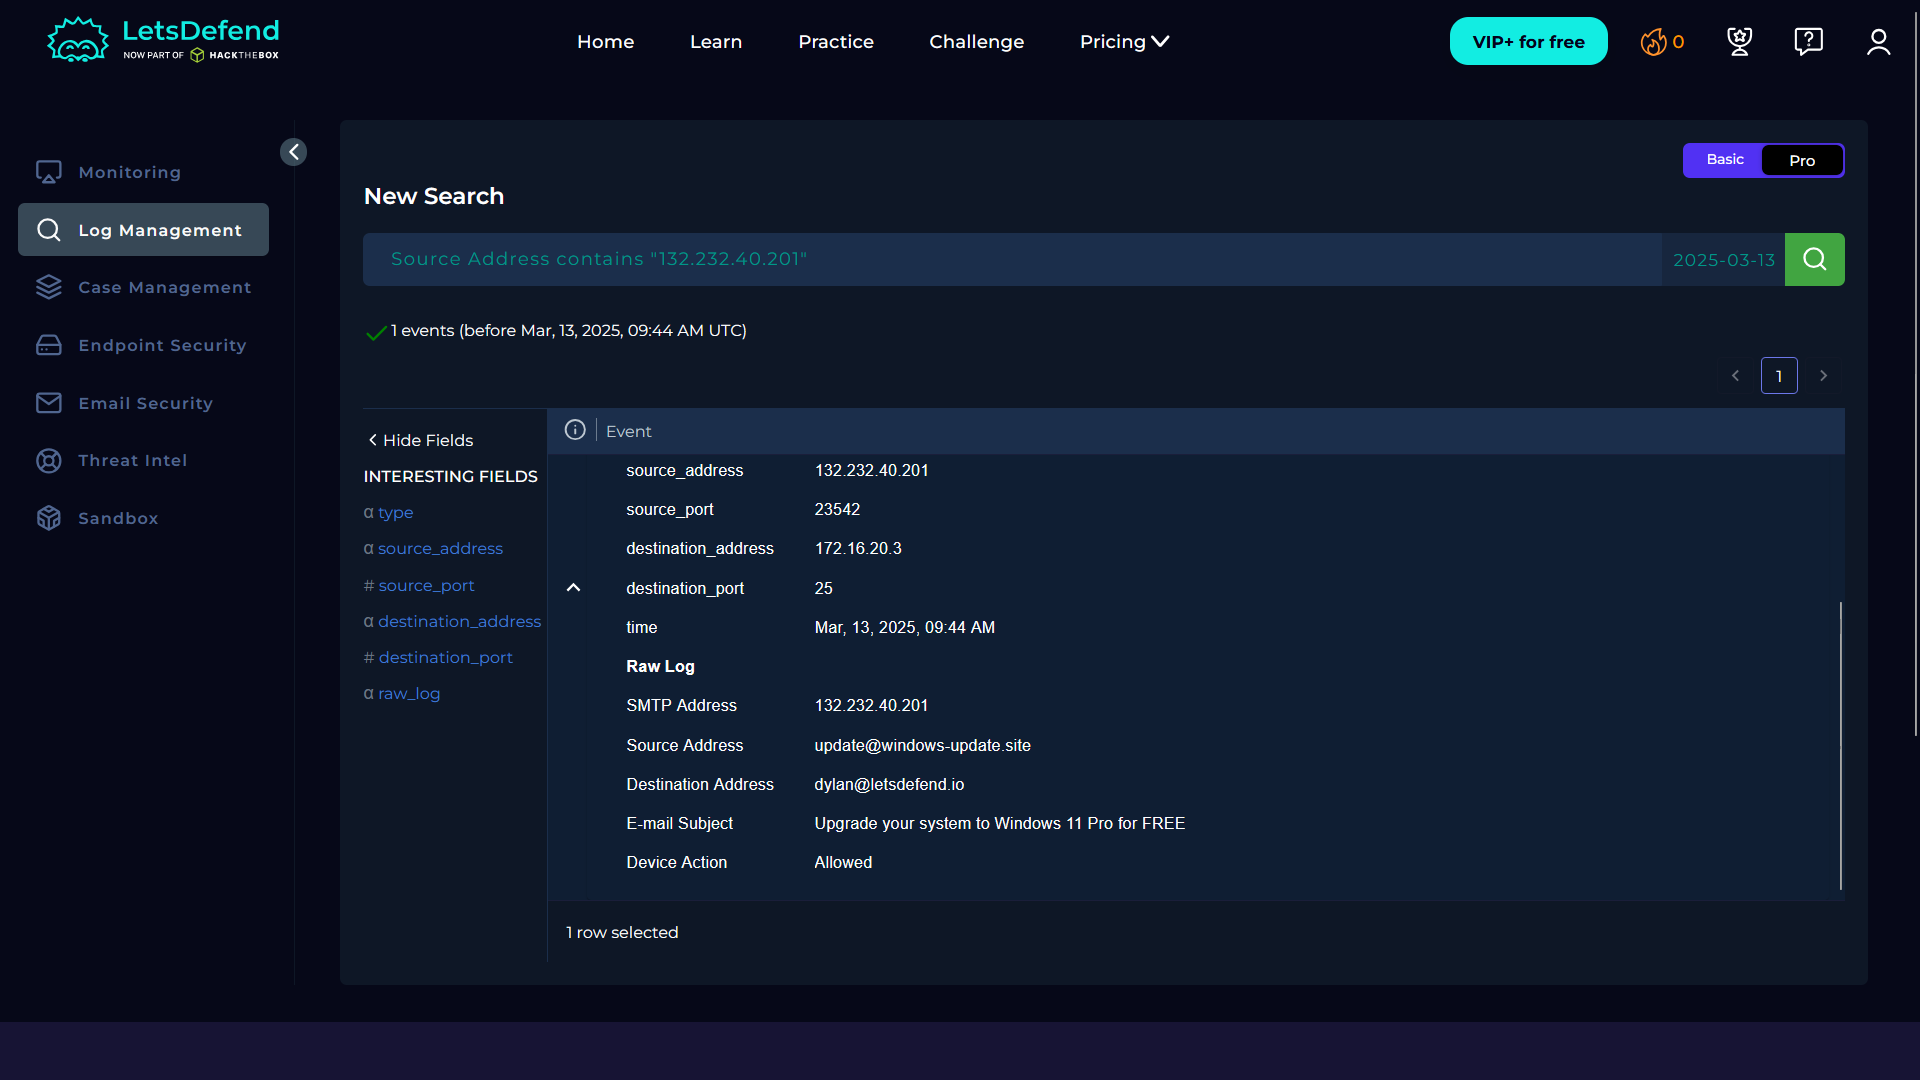 LetsDefend
NOW PART OF HACKTHEBOX
Home
Learn
Practice
Challenge
Pricing
VIP+ for free
0
Monitoring
Log Management
Case Management
Endpoint Security
Email Security
Threat Intel
Sandbox
Basic
Pro
New Search
Source Address contains "132.232.40.201"
2025-03-13
1 events (before Mar, 13, 2025, 09:44 AM UTC)
1
Hide Fields
INTERESTING FIELDS
α type
α source_address
# source_port
α destination_address
# destination_port
α raw_log
Event
source_address 132.232.40.201
source_port 23542
destination_address 172.16.20.3
destination_port 25
time Mar, 13, 2025, 09:44 AM
Raw Log
SMTP Address 132.232.40.201
Source Address update@windows-update.site
Destination Address dylan@letsdefend.io
E-mail Subject Upgrade your system to Windows 11 Pro for FREE
Device Action Allowed
1 row selected